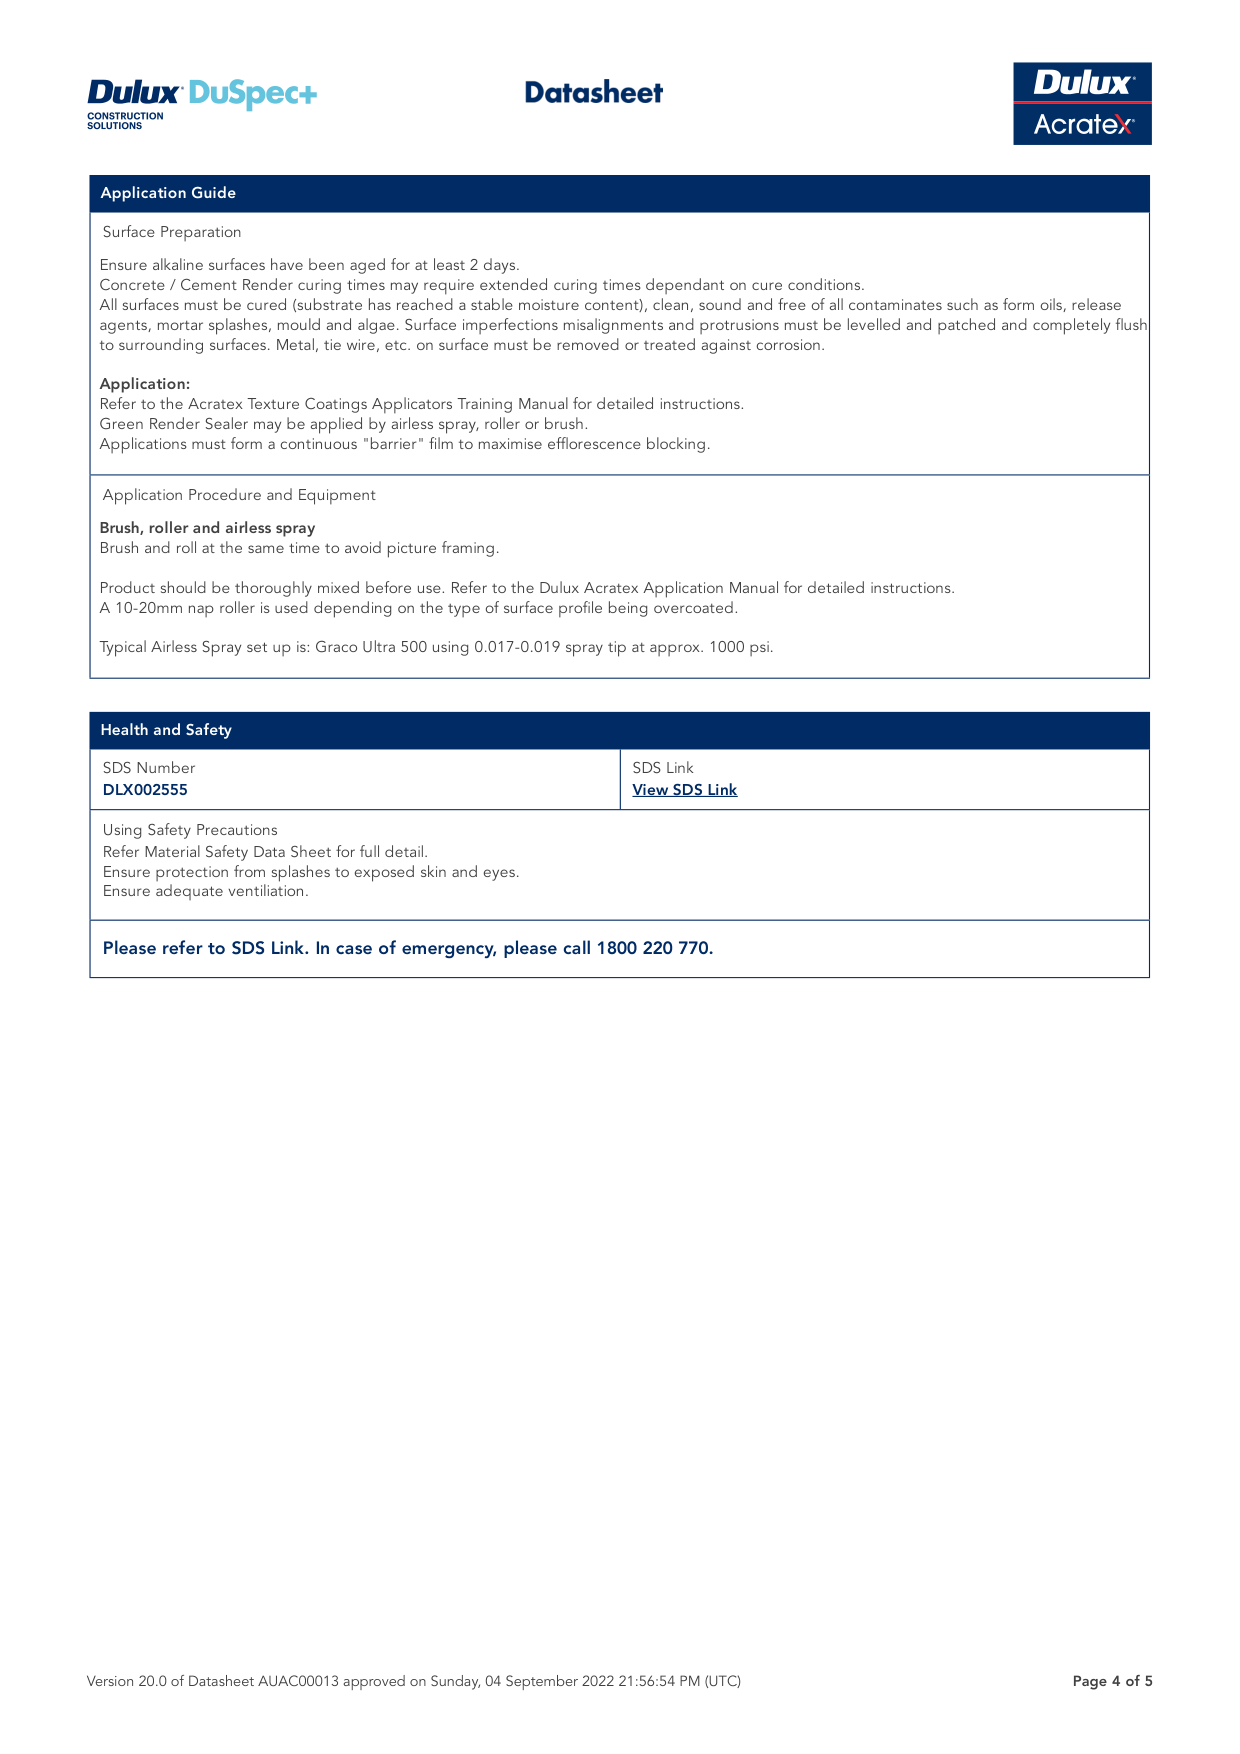 Dulux DuSpec+
CONSTRUCTION
SOLUTIONS
Datasheet
Dulux
Acratex
Application Guide
Surface Preparation
Ensure alkaline surfaces have been aged for at least 2 days.
Concrete / Cement Render curing times may require extended curing times dependant on cure conditions.
All surfaces must be cured (substrate has reached a stable moisture content), clean, sound and free of all contaminates such as form oils, release
agents, mortar splashes, mould and algae. Surface imperfections misalignments and protrusions must be levelled and patched and completely flush
to surrounding surfaces. Metal, tie wire, etc. on surface must be removed or treated against corrosion.
Application:
Refer to the Acratex Texture Coatings Applicators Training Manual for detailed instructions.
Green Render Sealer may be applied by airless spray, roller or brush.
Applications must form a continuous "barrier" film to maximise efflorescence blocking.
Application Procedure and Equipment
Brush, roller and airless spray
Brush and roll at the same time to avoid picture framing.
Product should be thoroughly mixed before use. Refer to the Dulux Acratex Application Manual for detailed instructions.
A 10-20mm nap roller is used depending on the type of surface profile being overcoated.
Typical Airless Spray set up is: Graco Ultra 500 using 0.017-0.019 spray tip at approx. 1000 psi.
Health and Safety
SDS Number
DLX002555
SDS Link
View SDS Link
Using Safety Precautions
Refer Material Safety Data Sheet for full detail.
Ensure protection from splashes to exposed skin and eyes.
Ensure adequate ventiliation.
Please refer to SDS Link. In case of emergency, please call 1800 220 770.
Version 20.0 of Datasheet AUAC00013 approved on Sunday, 04 September 2022 21:56:54 PM (UTC)
Page 4 of 5